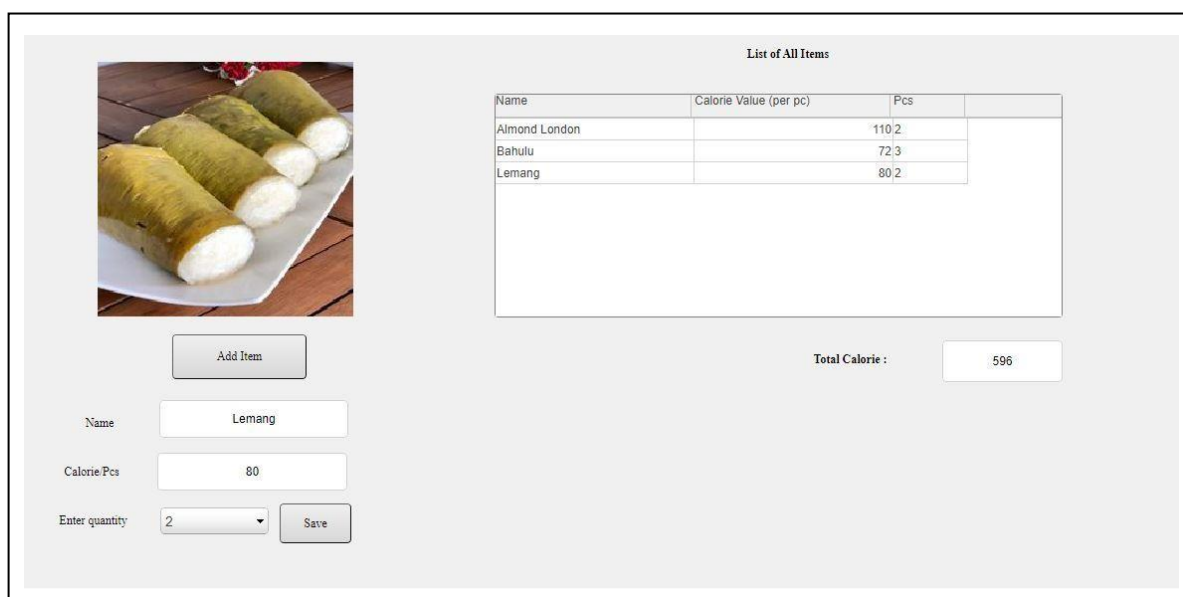 List of All Items
Name Calorie Value (per pc) Pcs
Almond London 110 2
Bahulu 72 3
Lemang 80 2
Add Item
Total Calorie : 596
Name Lemang
Calorie/Pcs 80
Enter quantity 2 Save